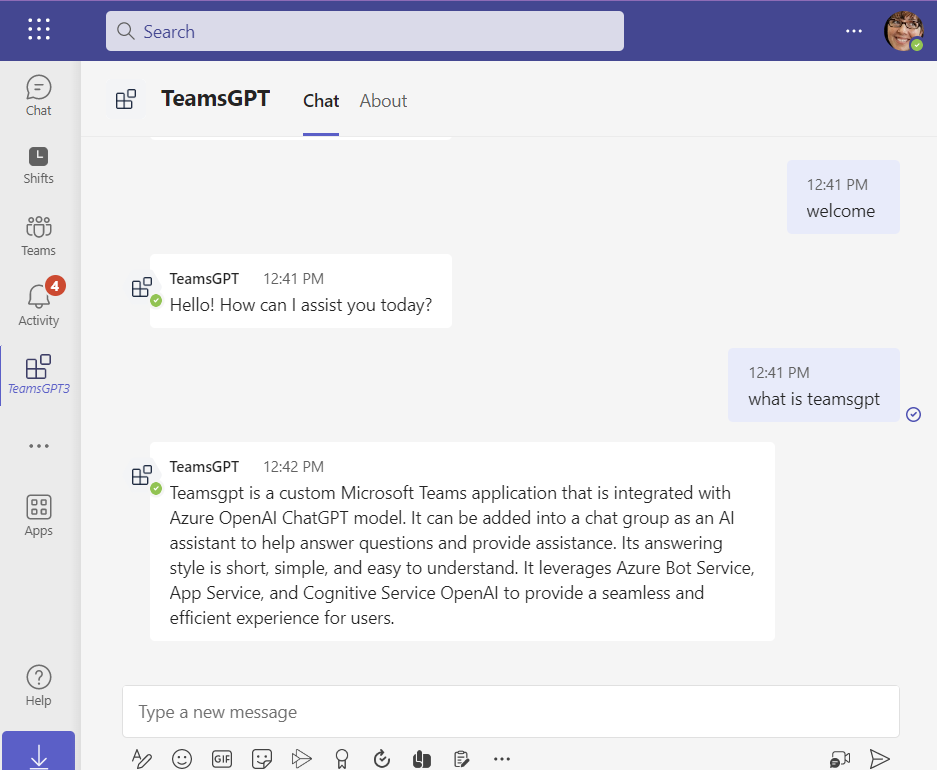 Search
Chat
Shifts
Teams
4
Activity
TeamsGPT3
Apps
Help
TeamsGPT
Chat
About
12:41 PM
welcome
TeamsGPT 12:41 PM
Hello! How can I assist you today?
12:41 PM
what is teamsgpt
TeamsGPT 12:42 PM
Teamsgpt is a custom Microsoft Teams application that is integrated with
Azure OpenAI ChatGPT model. It can be added into a chat group as an AI
assistant to help answer questions and provide assistance. Its answering
style is short, simple, and easy to understand. It leverages Azure Bot Service,
App Service, and Cognitive Service OpenAI to provide a seamless and
efficient experience for users.
Type a new message
GIF